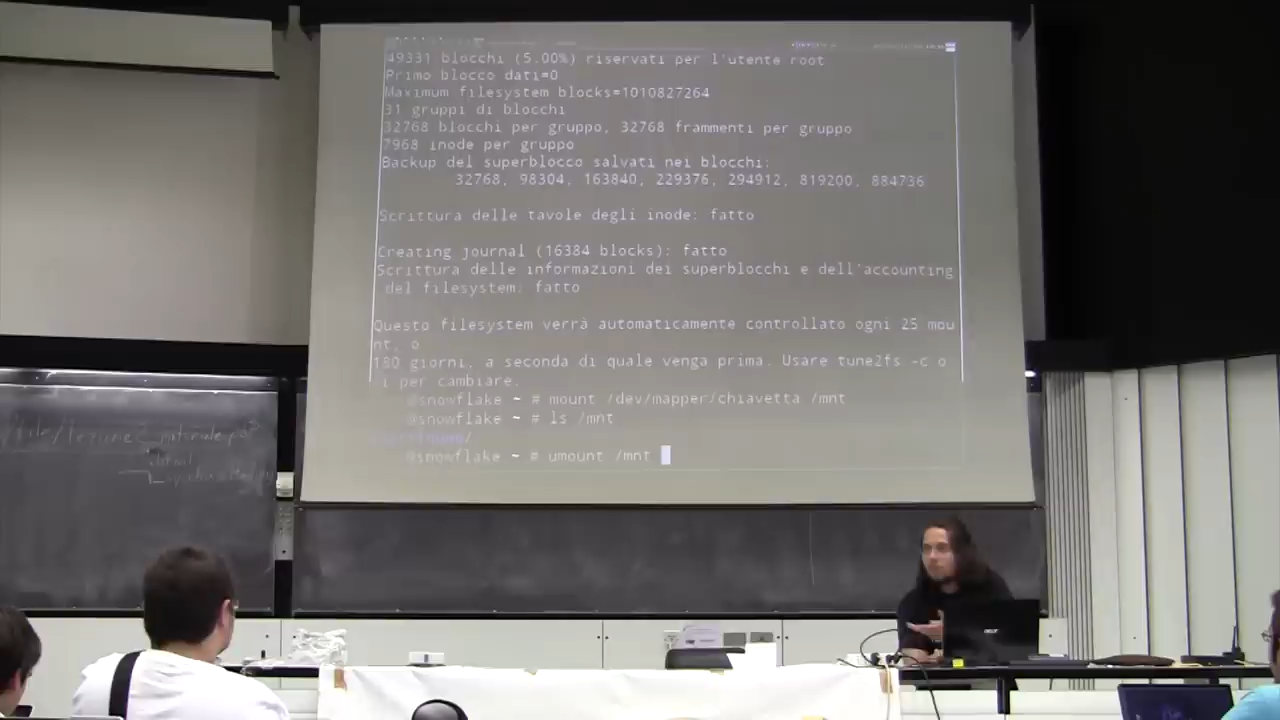 49331 blocchi (5.00%) riservati per l'utente root
Primo blocco dati=0
Maximum filesystem blocks=1010827264
31 gruppi di blocchi
32768 blocchi per gruppo, 32768 frammenti per gruppo
7968 inode per gruppo
Backup del superblocco salvati nei blocchi:
32768, 98304, 163840, 229376, 294912, 819200, 884736
Scrittura delle tavole degli inode: fatto
Creating journal (16384 blocks): fatto
Scrittura delle informazioni dei superblocchi e dell'accounting
del filesystem: fatto
Questo filesystem verrà automaticamente controllato ogni 25 mou
nt, o
180 giorni, a seconda di quale venga prima. Usare tune2fs -c o
i per cambiare.
@snowflake ~ # mount /dev/mapper/chiavetta /mnt
@snowflake ~ # ls /mnt
@snowflake ~ # umount /mnt
acer